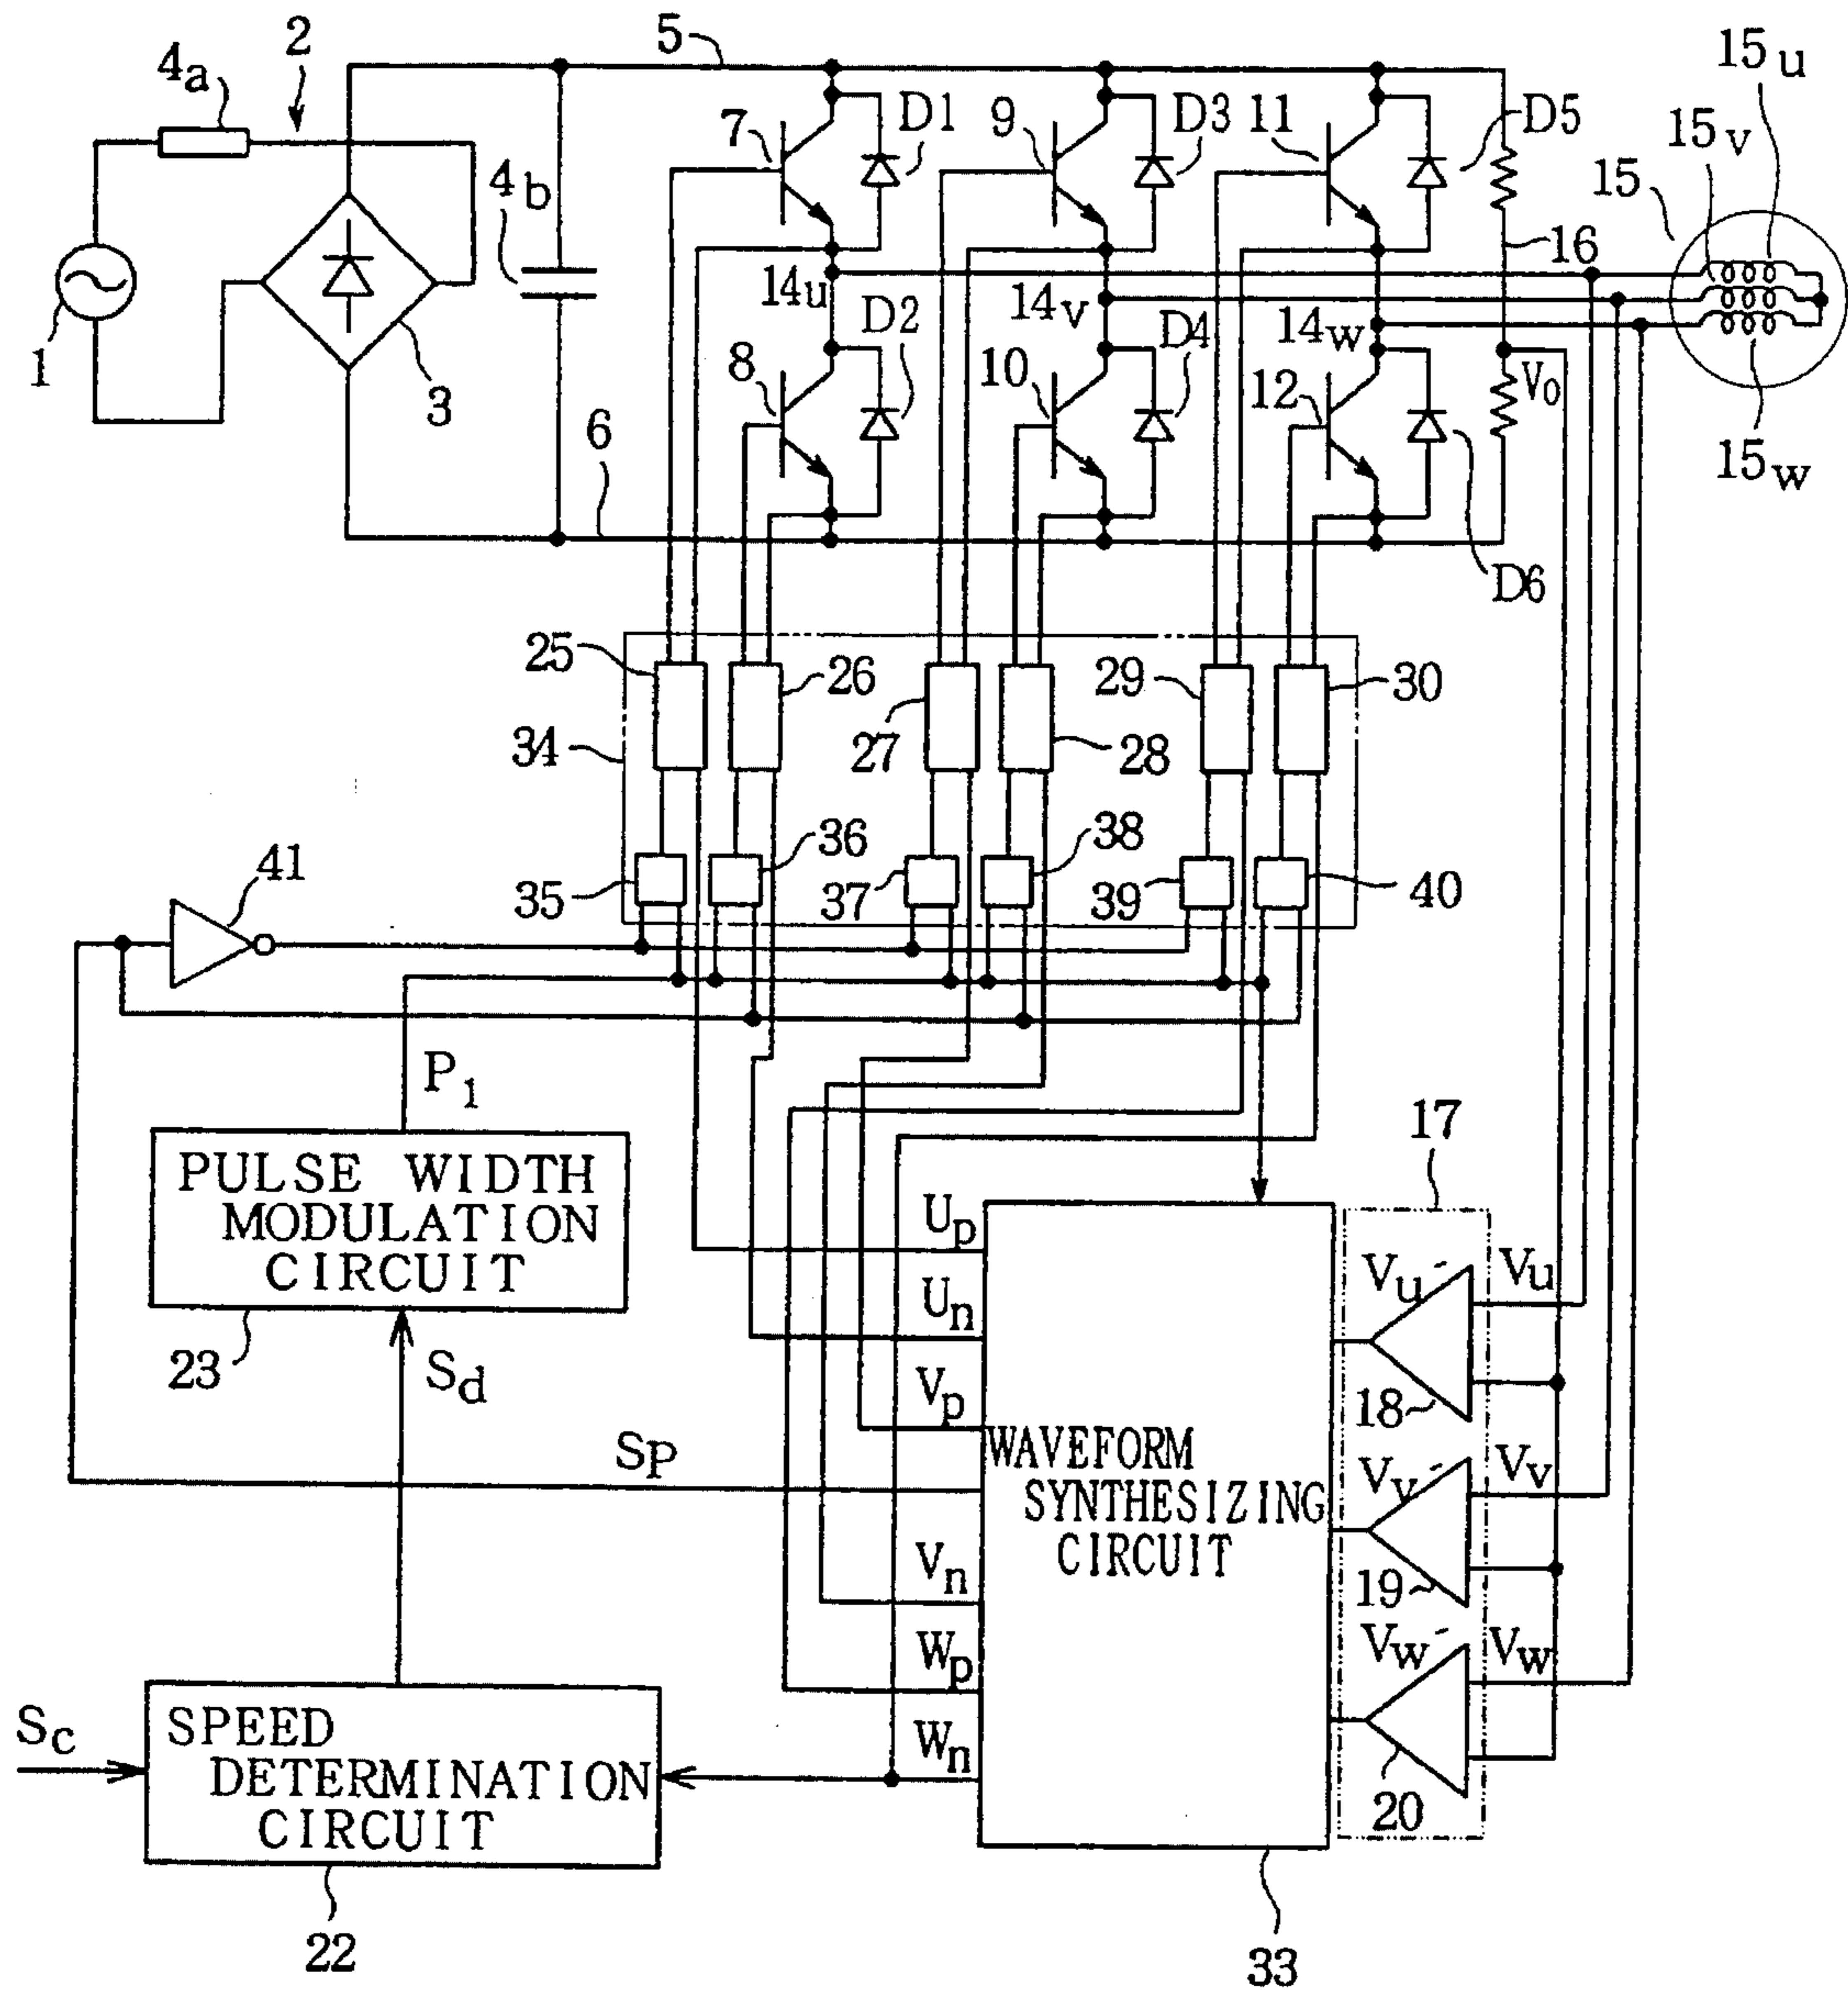 5
2
4a
15u
7
D1
9
D3
11
D5
15v
4b
15
16
14u
14v
14w
1
3
D2
D4
8
10
12
V0
6
15w
D6
25
26
27
28
29
30
34
36
38
41
35
37
39
40
P1
17
PULSE WIDTH
MODULATION
CIRCUIT
Up
Vu'
Vu
Un
23
Sd
Vp
18
SP
WAVEFORM
SYNTHESIZING
CIRCUIT
Vv'
Vv
Vn
19
Wp
Vw'
Vw
Sc
SPEED
DETERMINATION
CIRCUIT
Wn
20
22
33